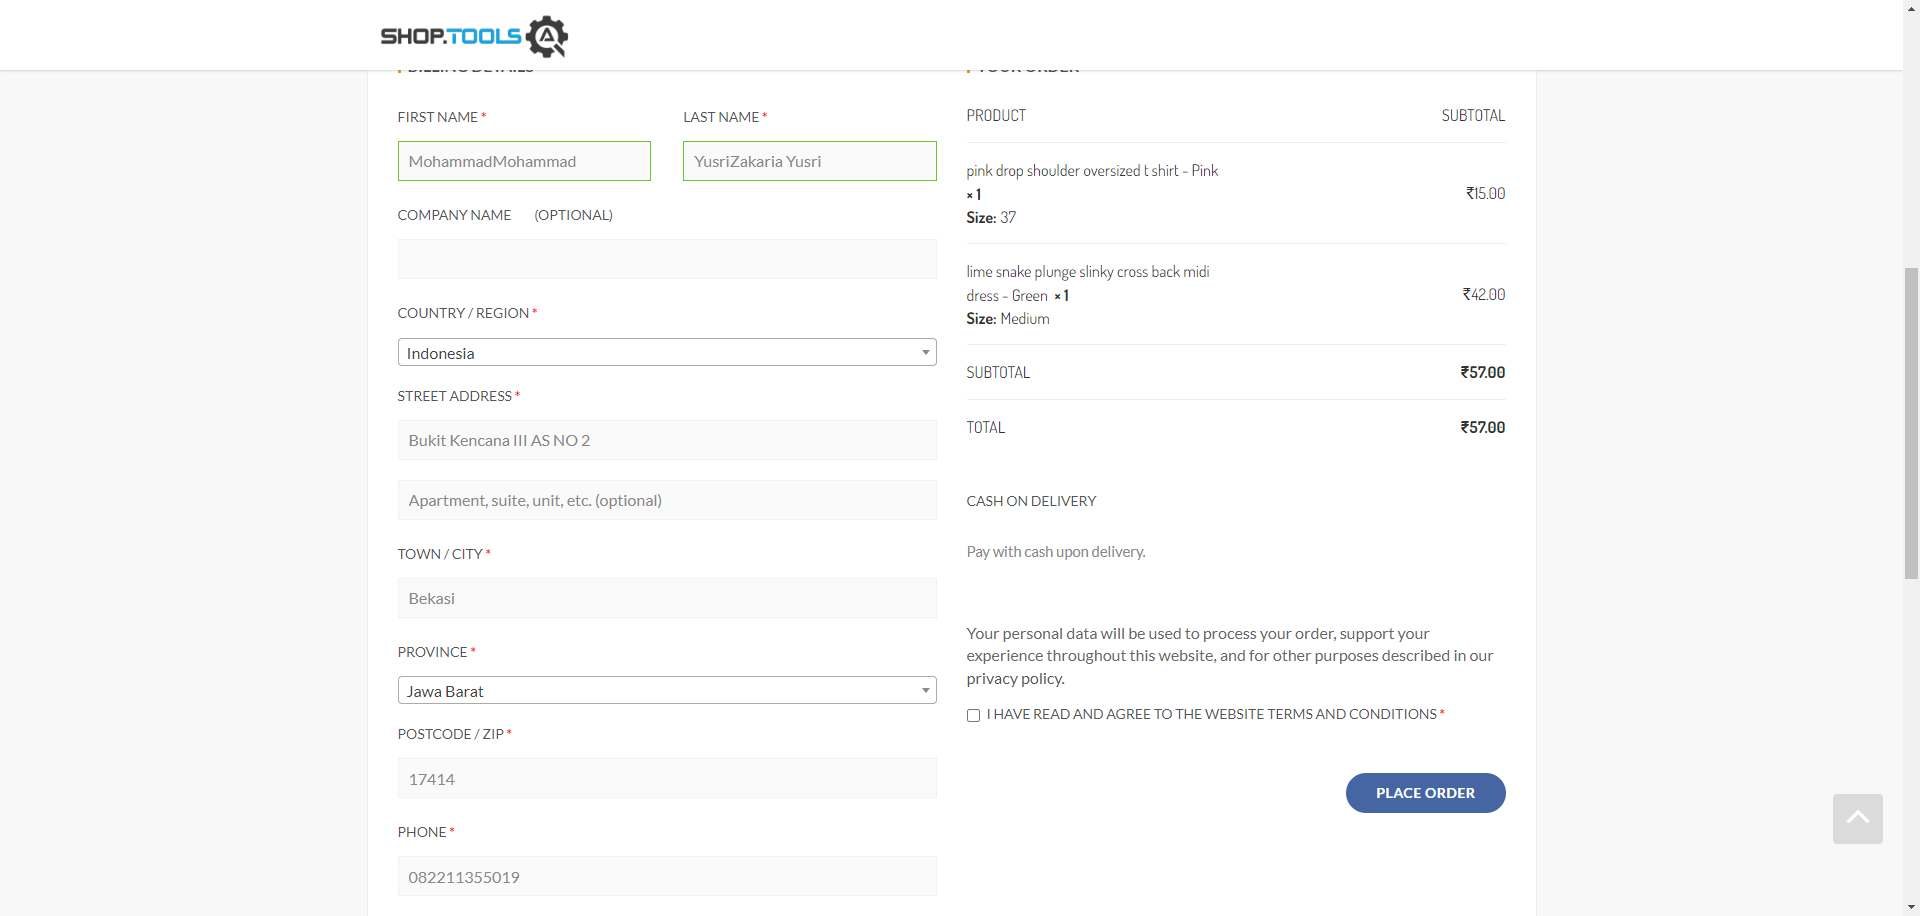 SHOP.TOOLS
BILLING DETAILS
FIRST NAME *
LAST NAME *
MohammadMohammad
YusriZakaria Yusri
COMPANY NAME (OPTIONAL)
COUNTRY / REGION *
Indonesia
STREET ADDRESS *
Bukit Kencana III AS NO 2
Apartment, suite, unit, etc. (optional)
TOWN / CITY *
Bekasi
PROVINCE *
Jawa Barat
POSTCODE / ZIP *
17414
PHONE *
082211355019
YOUR ORDER
PRODUCT SUBTOTAL
pink drop shoulder oversized t shirt - Pink
× 1
₹15.00
Size: 37
lime snake plunge slinky cross back midi
dress - Green × 1
₹42.00
Size: Medium
SUBTOTAL ₹57.00
TOTAL ₹57.00
CASH ON DELIVERY
Pay with cash upon delivery.
Your personal data will be used to process your order, support your
experience throughout this website, and for other purposes described in our
privacy policy.
I HAVE READ AND AGREE TO THE WEBSITE TERMS AND CONDITIONS *
PLACE ORDER